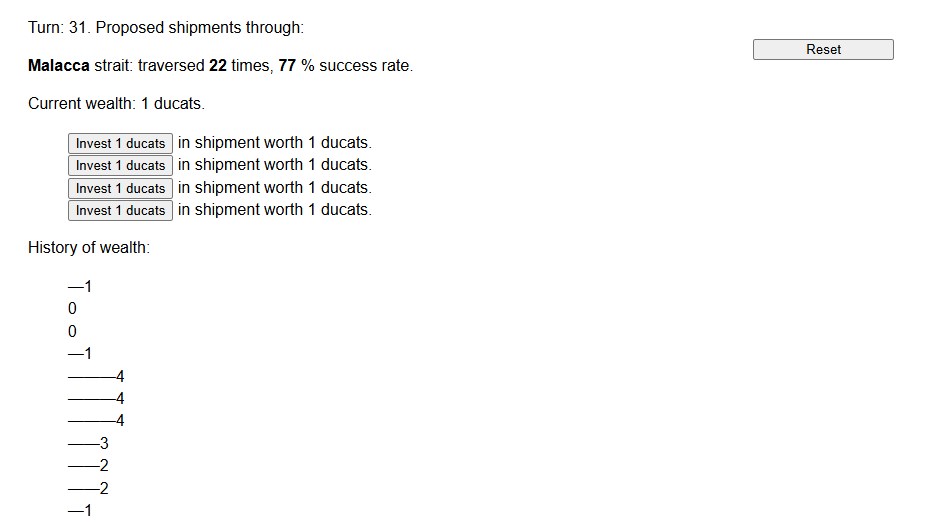 Turn: 31. Proposed shipments through:
Reset
Malacca strait: traversed 22 times, 77 % success rate.
Current wealth: 1 ducats.
Invest 1 ducats in shipment worth 1 ducats.
Invest 1 ducats in shipment worth 1 ducats.
Invest 1 ducats in shipment worth 1 ducats.
Invest 1 ducats in shipment worth 1 ducats.
History of wealth:
—1
0
0
—1
———4
———4
———4
——3
——2
——2
—1